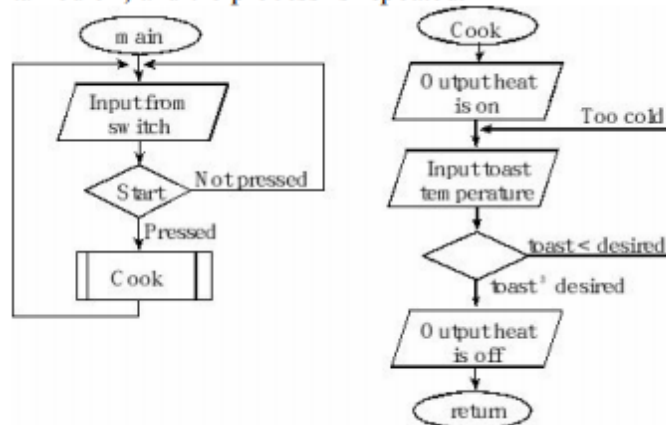 main
Input from
switch
Start
Not pressed
Pressed
Cook
Cook
Output heat
is on
Too cold
Input toast
temperature
toast < desired
toast ³ desired
Output heat
is off
return